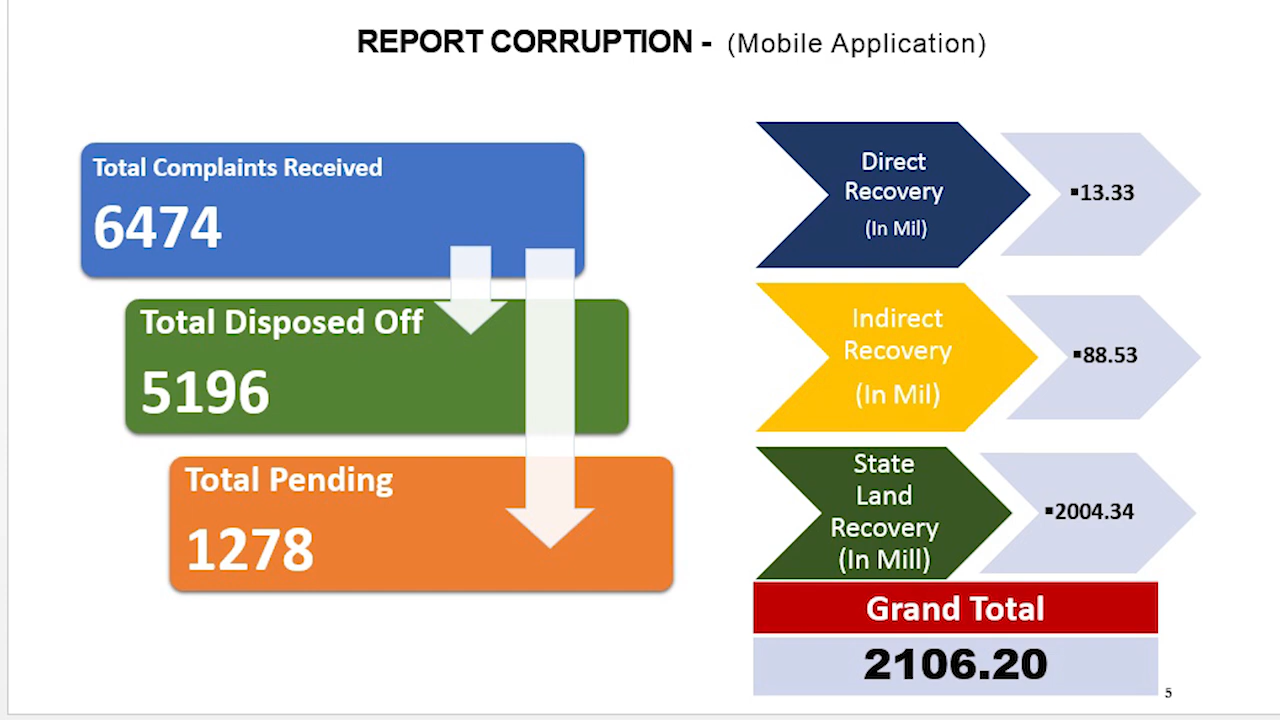 REPORT CORRUPTION - (Mobile Application)
Total Complaints Received
6474
Total Disposed Off
5196
Total Pending
1278
Direct
Recovery
(In Mil)
▪13.33
Indirect
Recovery
(In Mil)
▪88.53
State
Land
Recovery
(In Mill)
▪2004.34
Grand Total
2106.20
5